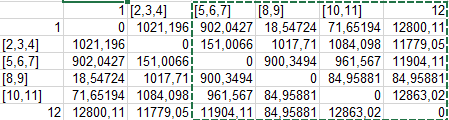 1 [2,3,4] [5,6,7] [8,9] [10,11] 12
1 0 1021,196 902,0427 18,54724 71,65194 12800,11
[2,3,4] 1021,196 0 151,0066 1017,71 1084,098 11779,05
[5,6,7] 902,0427 151,0066 0 900,3494 961,567 11904,11
[8,9] 18,54724 1017,71 900,3494 0 84,95881 84,95881
[10,11] 71,65194 1084,098 961,567 84,95881 0 12863,02
12 12800,11 11779,05 11904,11 84,95881 12863,02 0